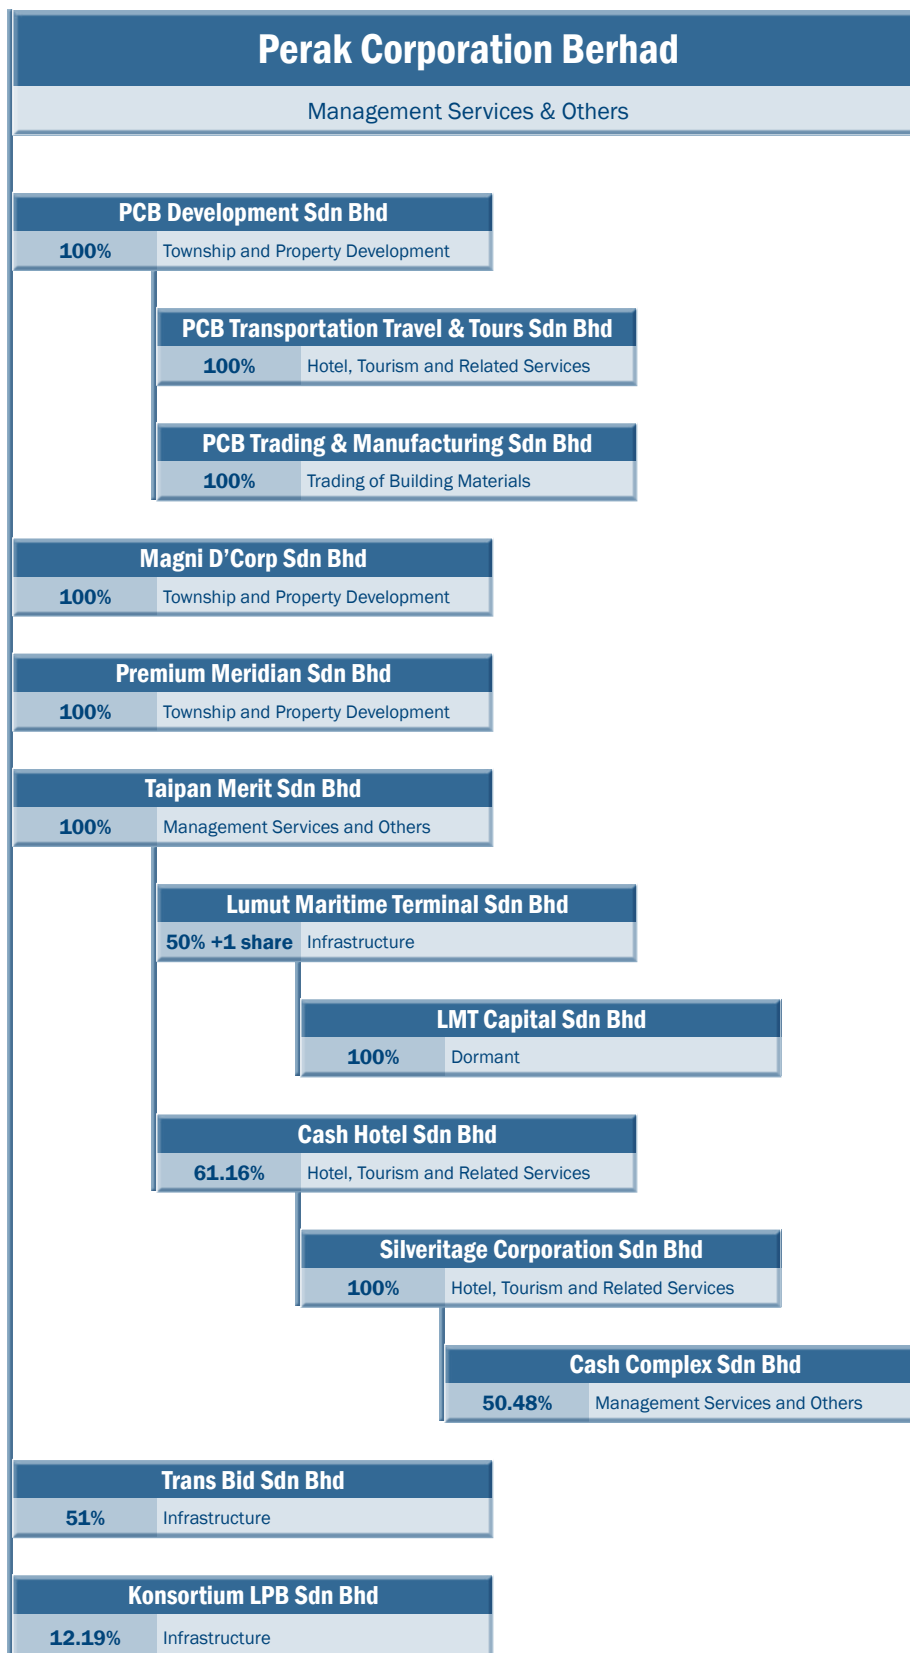 Perak Corporation Berhad
Management Services & Others
PCB Development Sdn Bhd
100% Township and Property Development
PCB Transportation Travel & Tours Sdn Bhd
100% Hotel, Tourism and Related Services
PCB Trading & Manufacturing Sdn Bhd
100% Trading of Building Materials
Magni D’Corp Sdn Bhd
100% Township and Property Development
Premium Meridian Sdn Bhd
100% Township and Property Development
Taipan Merit Sdn Bhd
100% Management Services and Others
Lumut Maritime Terminal Sdn Bhd
50% +1 share Infrastructure
LMT Capital Sdn Bhd
100% Dormant
Cash Hotel Sdn Bhd
61.16% Hotel, Tourism and Related Services
Silveritage Corporation Sdn Bhd
100% Hotel, Tourism and Related Services
Cash Complex Sdn Bhd
50.48% Management Services and Others
Trans Bid Sdn Bhd
51% Infrastructure
Konsortium LPB Sdn Bhd
12.19% Infrastructure